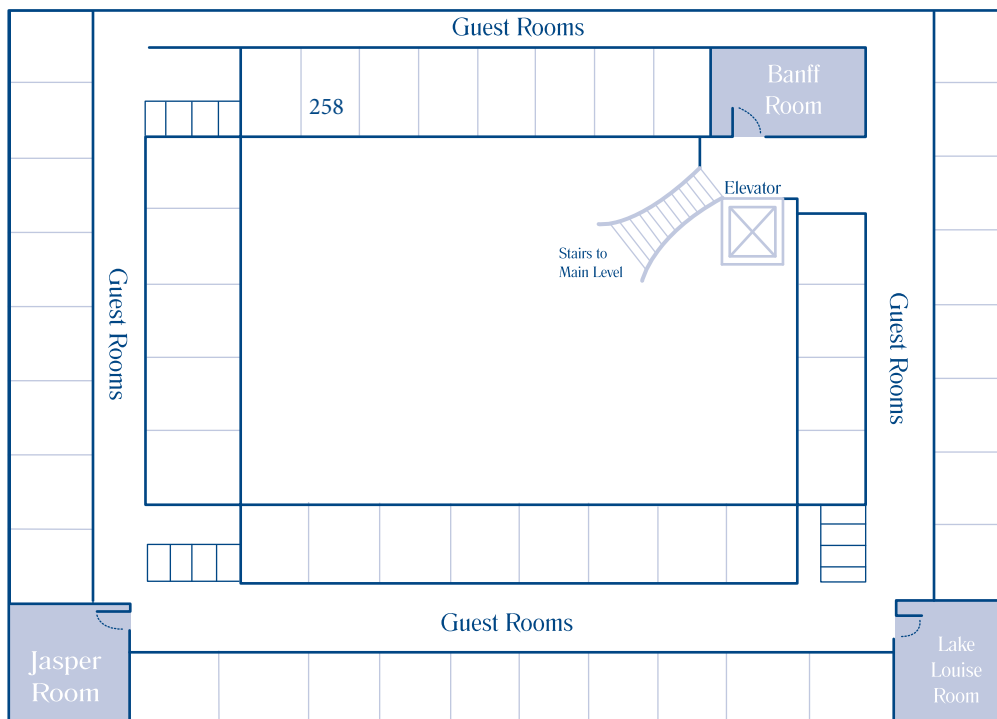 Guest Rooms
Banff
Room
258
Elevator
Stairs to
Main Level
Guest Rooms
Guest Rooms
Guest Rooms
Jasper
Room
Lake
Louise
Room